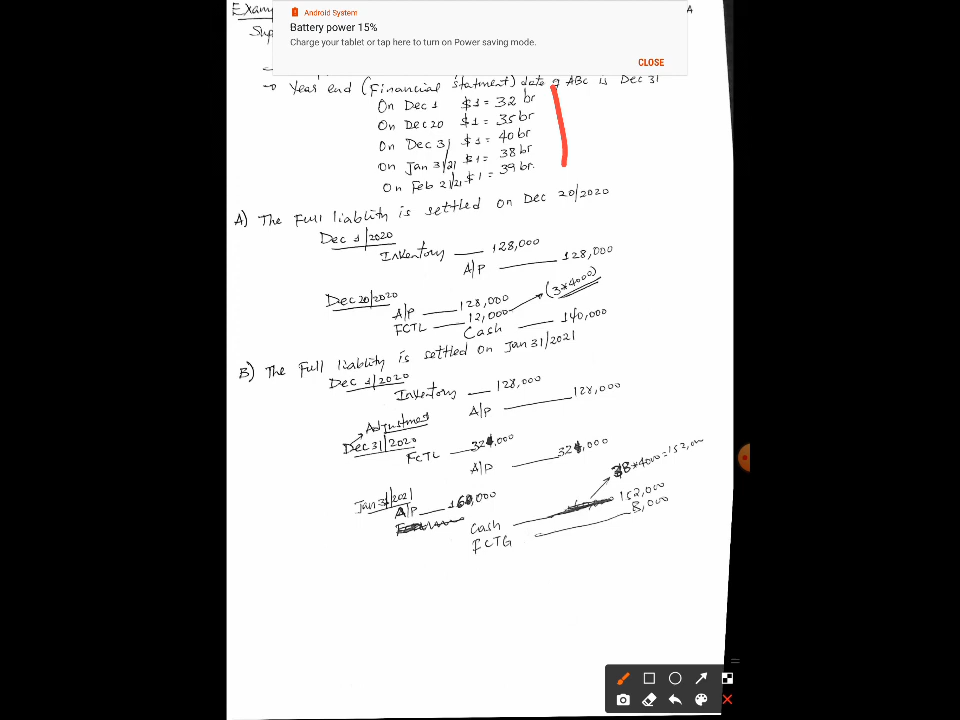 Exam
A
Android System
Battery power 15%
Charge your tablet or tap here to turn on Power saving mode.
CLOSE
→ Year end (Financial statment) date of ABC is Dec 31
On Dec 1 $1 = 32 br
On Dec 20 $1 = 35 br
On Dec 31 $1 = 40 br
on Jan 31/21 $1 = 38 br
On Feb 21/21 $1 = 39 br.
A) The Full liablity is settled on Dec 20/2020
Dec 1/2020
Inventory — 128,000
A/P — 128,000
Dec 20/2020
A/P — 128,000
FCTL — 12,000 (3*4000)
Cash — 140,000
B) The Full liablity is settled on Jan 31/2021
Dec 1/2020
Inventory — 128,000
A/P — 128,000
Adjustment
Dec 31/2020
FCTL —
A/P —
Jan 31/2021
A/P — 160,000
38*4000=152,000
Cash — 152,000
FCTG — 8,000